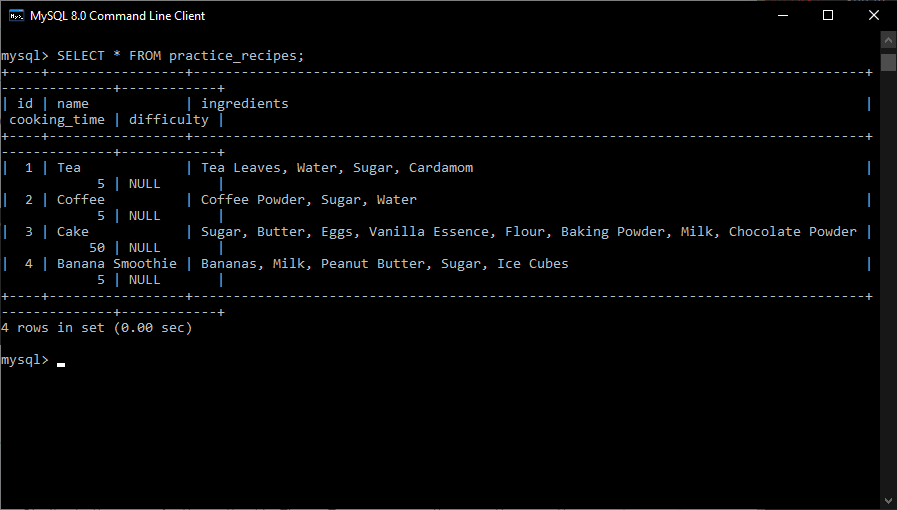 MySQL 8.0 Command Line Client
mysql> SELECT * FROM practice_recipes;
+----+-----------------+------------------------------------------------------------------------------------+
--------------+------------+
| id | name            | ingredients                                                                        |
 cooking_time | difficulty |
+----+-----------------+------------------------------------------------------------------------------------+
--------------+------------+
|  1 | Tea             | Tea Leaves, Water, Sugar, Cardamom                                                 |
            5 | NULL       |
|  2 | Coffee          | Coffee Powder, Sugar, Water                                                        |
            5 | NULL       |
|  3 | Cake            | Sugar, Butter, Eggs, Vanilla Essence, Flour, Baking Powder, Milk, Chocolate Powder |
           50 | NULL       |
|  4 | Banana Smoothie | Bananas, Milk, Peanut Butter, Sugar, Ice Cubes                                     |
            5 | NULL       |
+----+-----------------+------------------------------------------------------------------------------------+
--------------+------------+
4 rows in set (0.00 sec)
mysql>